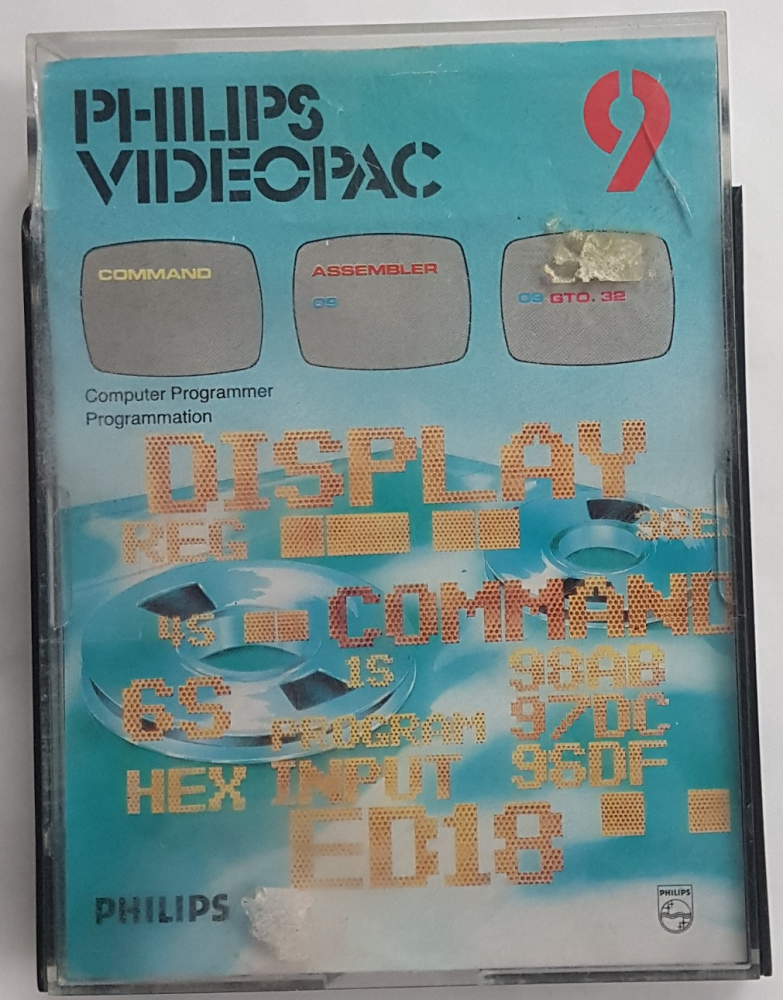 PHILIPS
VIDEOPAC
9
COMMAND
ASSEMBLER
09
09 GTO. 32
Computer Programmer
Programmation
DISPLAY
REG
COMMAND
4S
1S
98AB
6S
97DC
PROGRAM
96DF
HEX INPUT
ED18
PHILIPS
PHILIPS